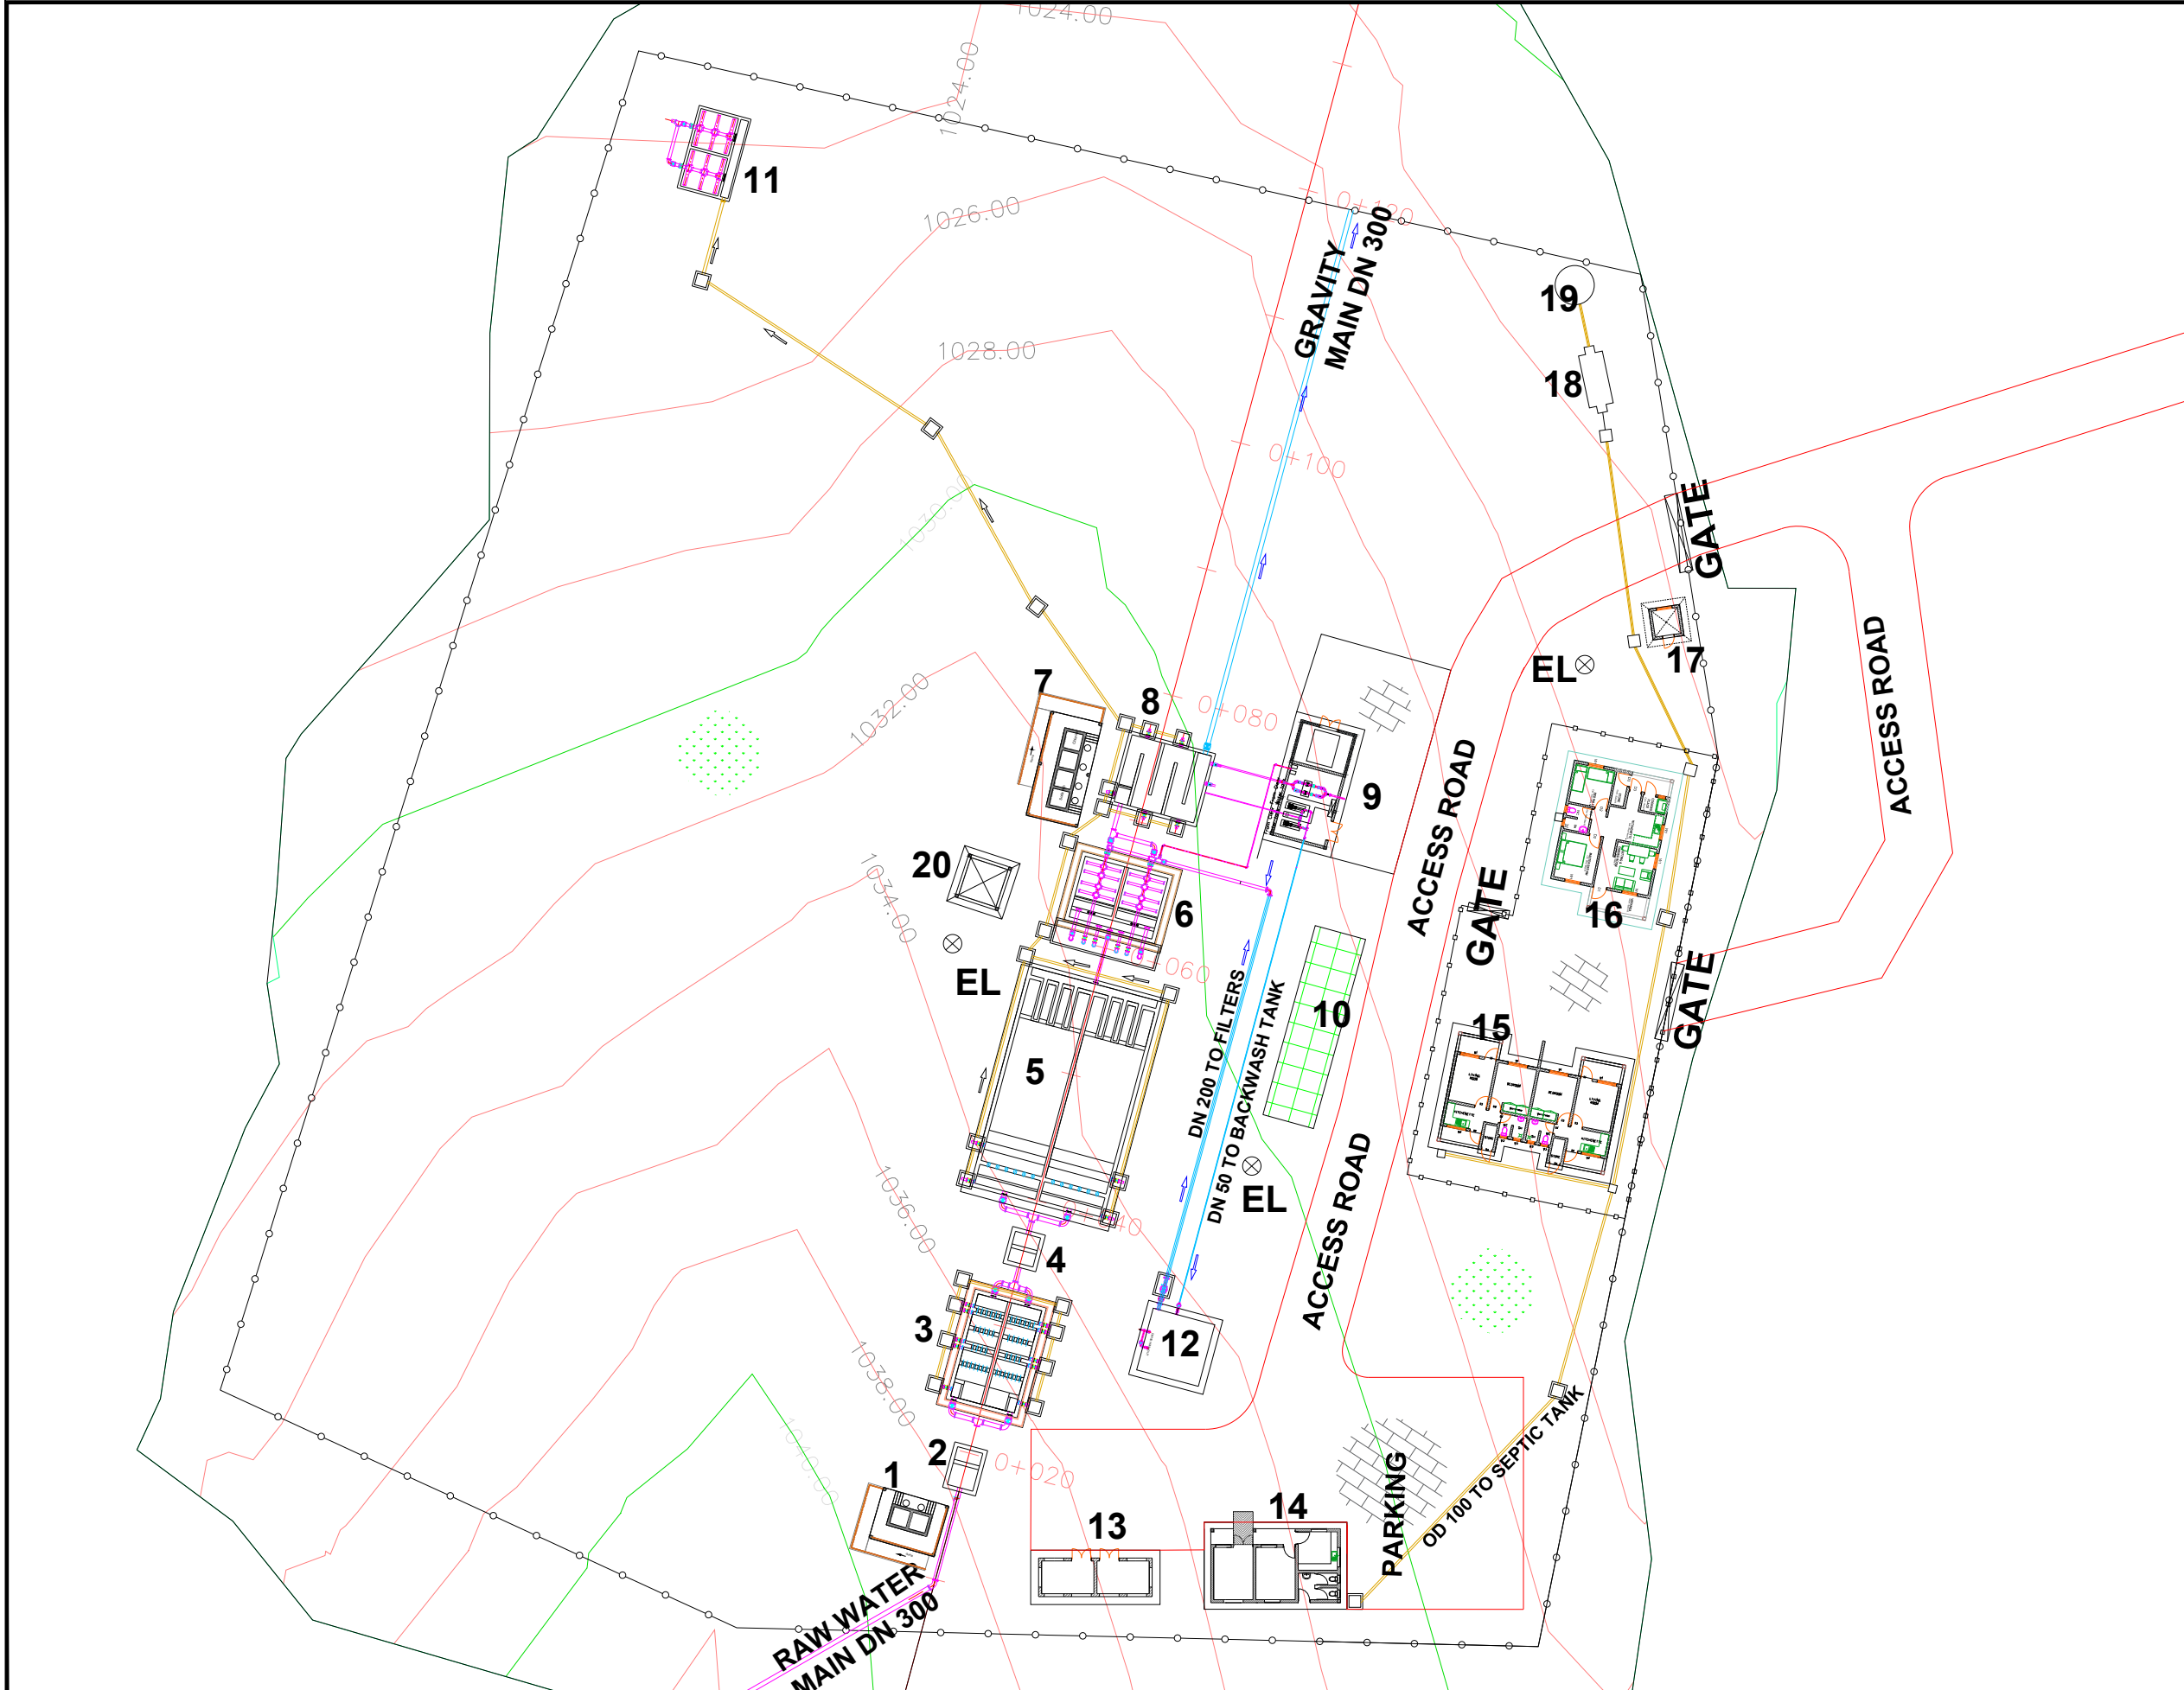 1024.00
1024.00
11
1026.00
0+120
GRAVITY
MAIN DN 300
19
1028.00
18
0+100
1030.00
GATE
EL
17
7
8
1032.00
0+080
ACCESS ROAD
ACCESS ROAD
9
20
1034.00
6
16
GATE
EL
060
GATE
5
DN 200 TO FILTERS
DN 50 TO BACKWASH TANK
10
15
EL
1036.00
4
ACCESS ROAD
3
12
1038.00
2
0+020
1040.00
1
13
14
PARKING
OD 100 TO SEPTIC TANK
RAW WATER
MAIN DN 300